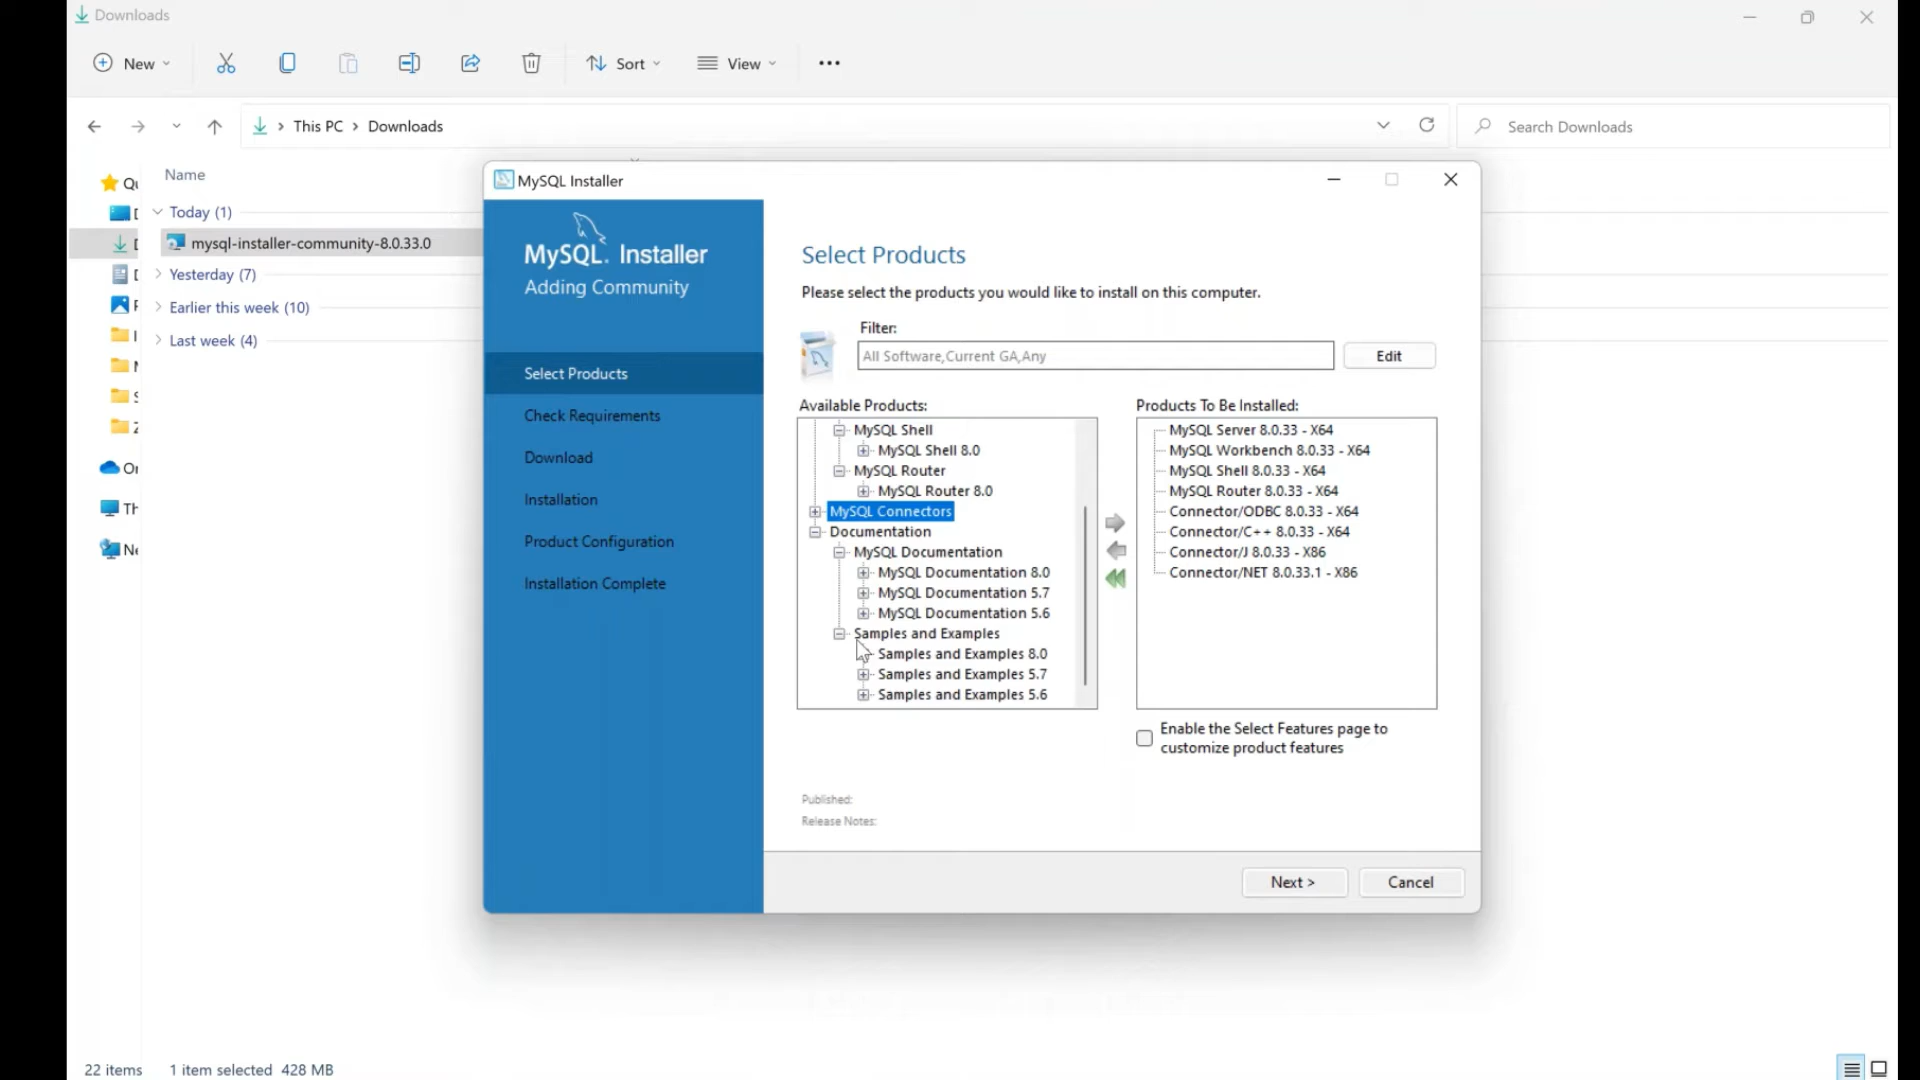 Downloads
New
Sort
View
This PC > Downloads
Search Downloads
Name
Today (1)
mysql-installer-community-8.0.33.0
Yesterday (7)
Earlier this week (10)
Last week (4)
MySQL Installer
MySQL. Installer
Adding Community
Select Products
Check Requirements
Download
Installation
Product Configuration
Installation Complete
Select Products
Please select the products you would like to install on this computer.
Filter:
All Software,Current GA,Any
Edit
Available Products:
MySQL Shell
MySQL Shell 8.0
MySQL Router
MySQL Router 8.0
MySQL Connectors
Documentation
MySQL Documentation
MySQL Documentation 8.0
MySQL Documentation 5.7
MySQL Documentation 5.6
Samples and Examples
Samples and Examples 8.0
Samples and Examples 5.7
Samples and Examples 5.6
Products To Be Installed:
MySQL Server 8.0.33 - X64
MySQL Workbench 8.0.33 - X64
MySQL Shell 8.0.33 - X64
MySQL Router 8.0.33 - X64
Connector/ODBC 8.0.33 - X64
Connector/C++ 8.0.33 - X64
Connector/J 8.0.33 - X86
Connector/NET 8.0.33.1 - X86
Enable the Select Features page to
customize product features
Published:
Release Notes:
Next >
Cancel
22 items
1 item selected 428 MB